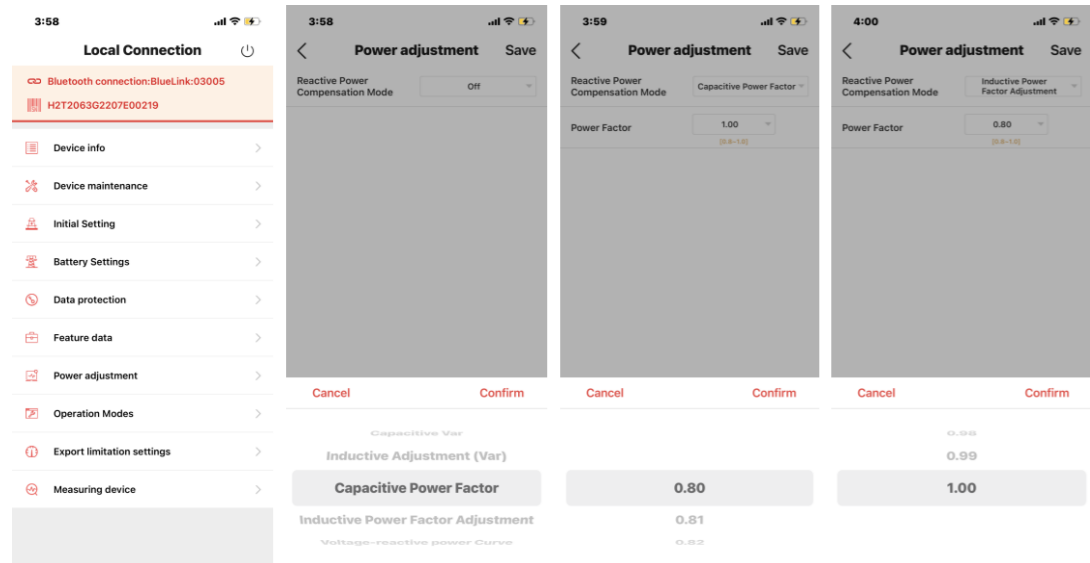 3:58
Local Connection
Bluetooth connection:BlueLink:03005
H2T2063G2207E00219
Device info
Device maintenance
Initial Setting
Battery Settings
Data protection
Feature data
Power adjustment
Operation Modes
Export limitation settings
Measuring device
3:58
Power adjustment Save
Reactive Power
Compensation Mode
Off
Cancel Confirm
Capacitive Var
Inductive Adjustment (Var)
Capacitive Power Factor
Inductive Power Factor Adjustment
Voltage-reactive power Curve
3:59
Power adjustment Save
Reactive Power
Compensation Mode
Capacitive Power Factor
Power Factor
1.00
[0.8~1.0]
Cancel Confirm
0.80
0.81
0.82
4:00
Power adjustment Save
Reactive Power
Compensation Mode
Inductive Power
Factor Adjustment
Power Factor
0.80
[0.8~1.0]
Cancel Confirm
0.98
0.99
1.00